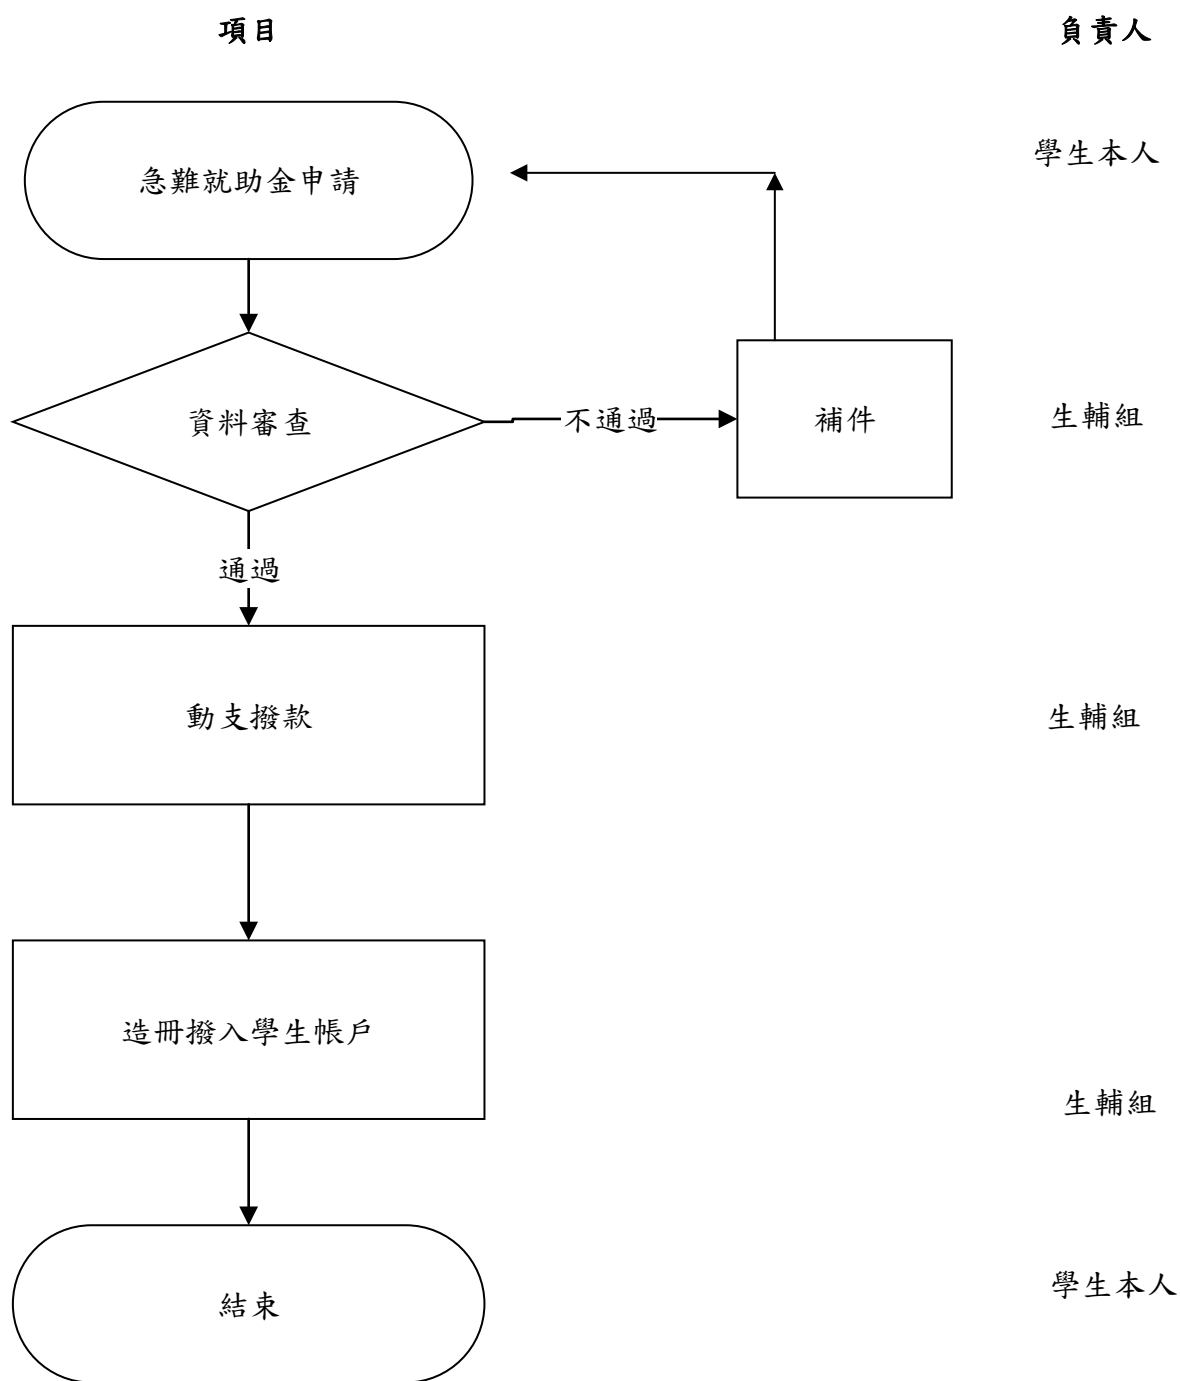 項目
負責人
急難就助金申請
學生本人
資料審查
不通過
補件
生輔組
通過
動支撥款
生輔組
造冊撥入學生帳戶
生輔組
結束
學生本人